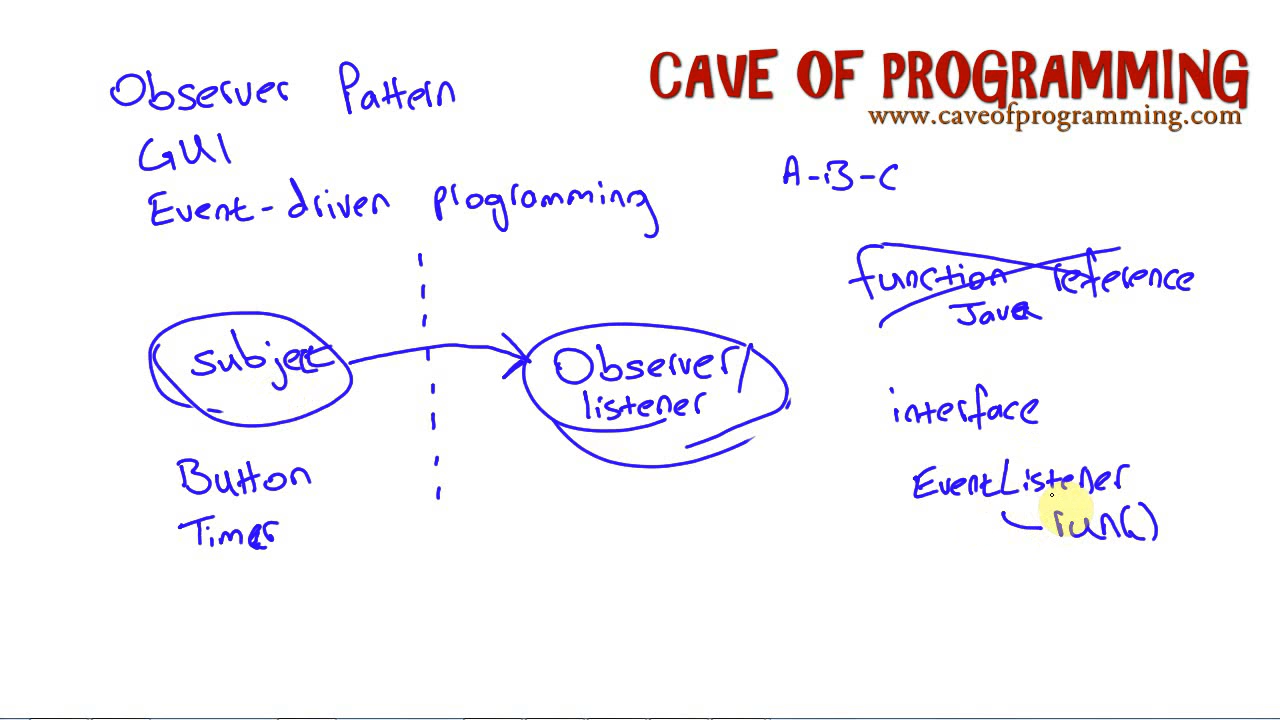 CAVE OF PROGRAMMING
www.caveofprogramming.com
Observer Pattern
GUI
Event-driven programming
A-B-C
function reference
Java
subject
Observer/
listener
interface
Button
Timer
EventListener
run()